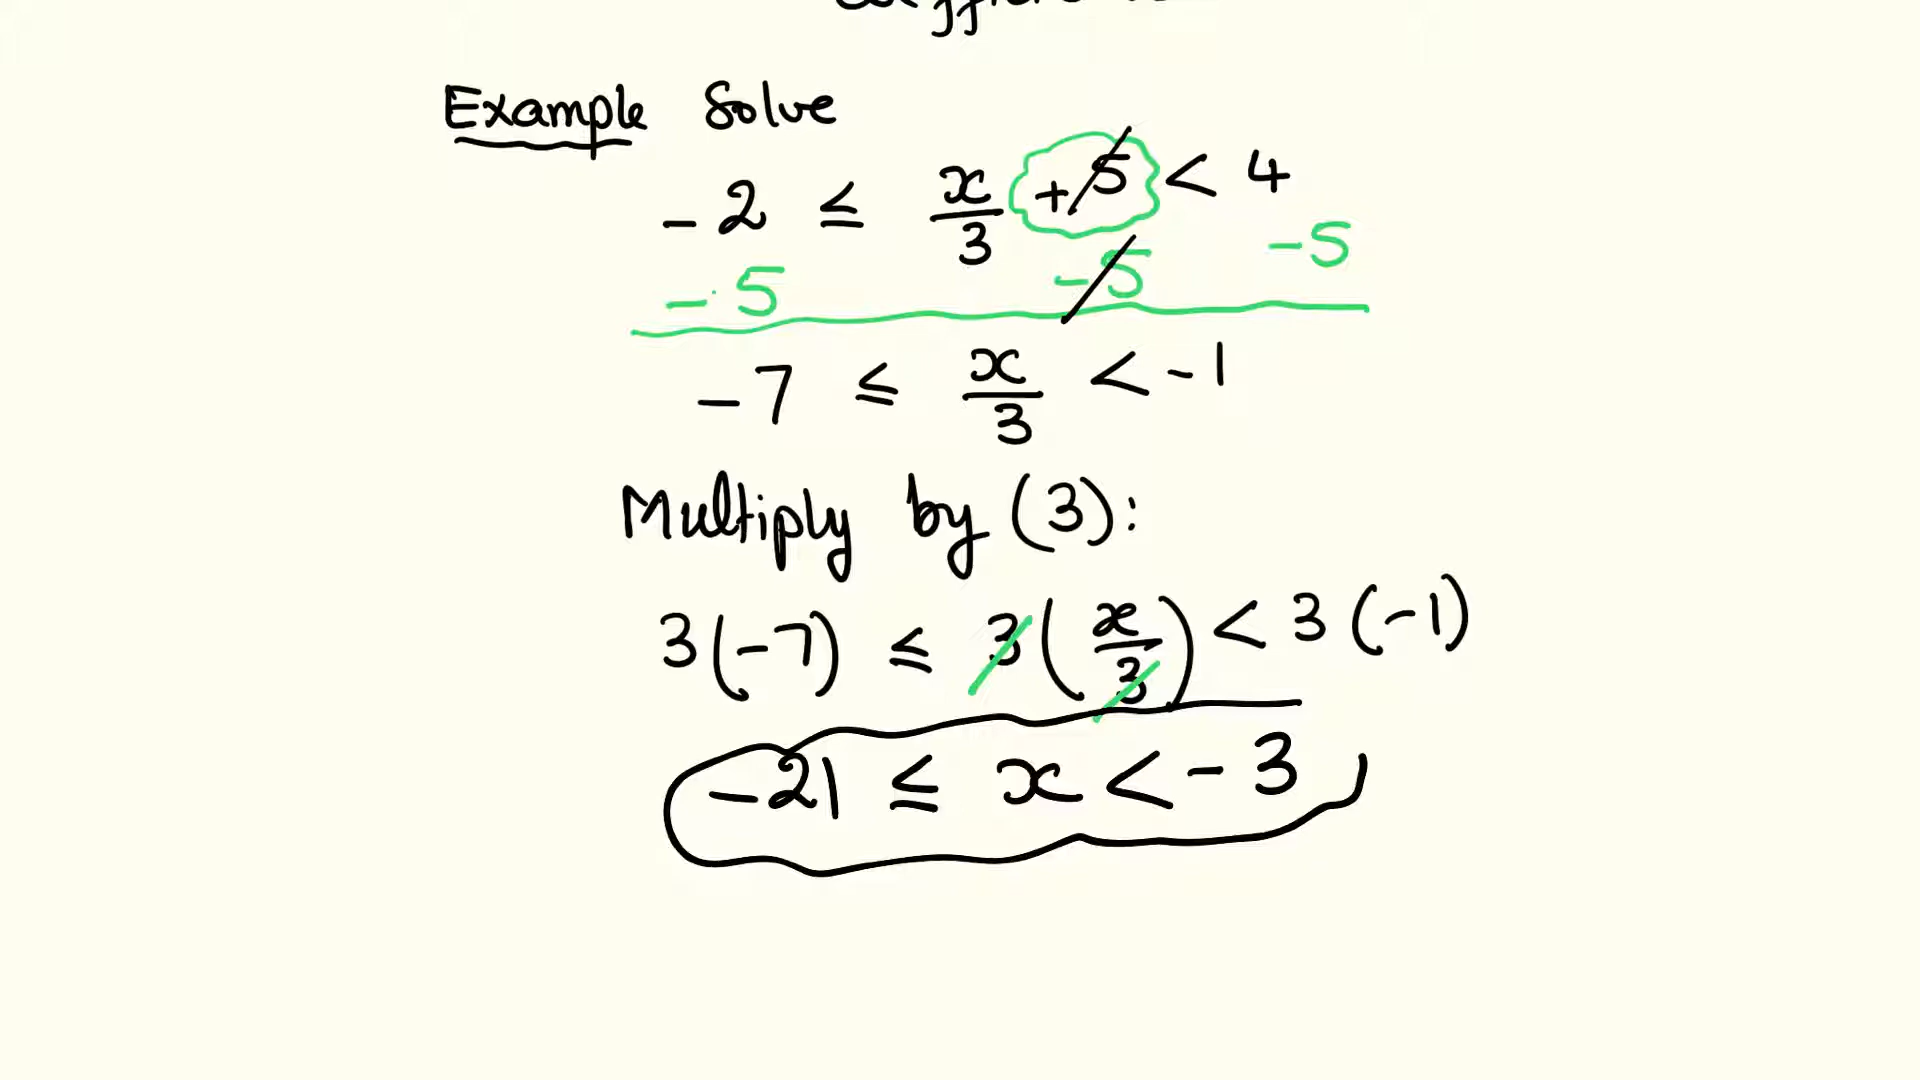 Example Solve
-2 ≤ x/3 +5 < 4
-5 -5 -5
-7 ≤ x/3 < -1
Multiply by (3):
3(-7) ≤ 3(x/3) < 3(-1)
-21 ≤ x < -3